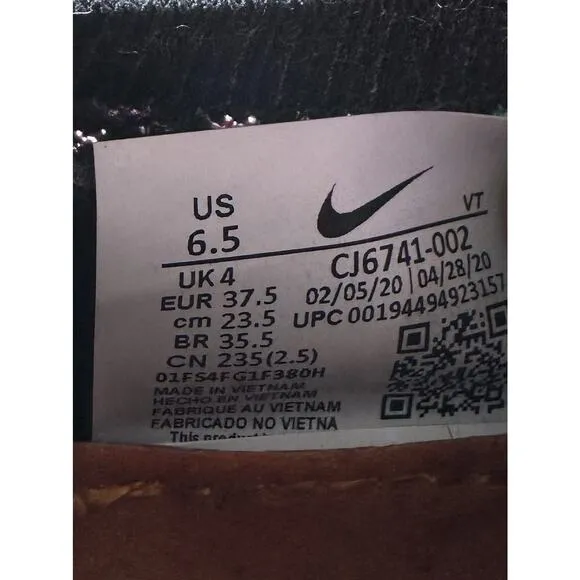 US
6.5
VT
CJ6741-002
UK 4
EUR 37.5
02/05/20 | 04/28/20
cm 23.5
UPC 00194494923157
BR 35.5
CN 235(2.5)
01FS4FG1F380H
MADE IN VIETNAM
HECHO EN VIETNAM
FABRIQUE AU VIETNAM
FABRICADO NO VIETNA
This product